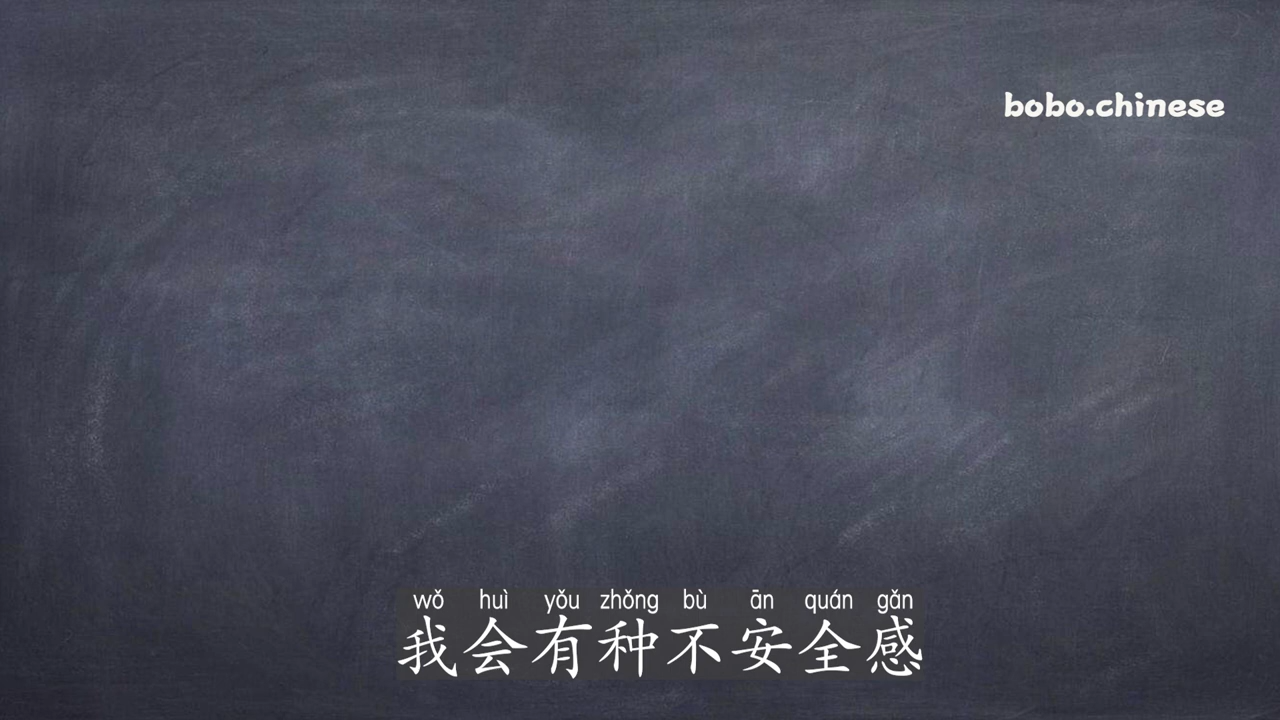 bobo.chinese
wǒ huì yǒu zhǒng bù ān quán gǎn
我会有种不安全感